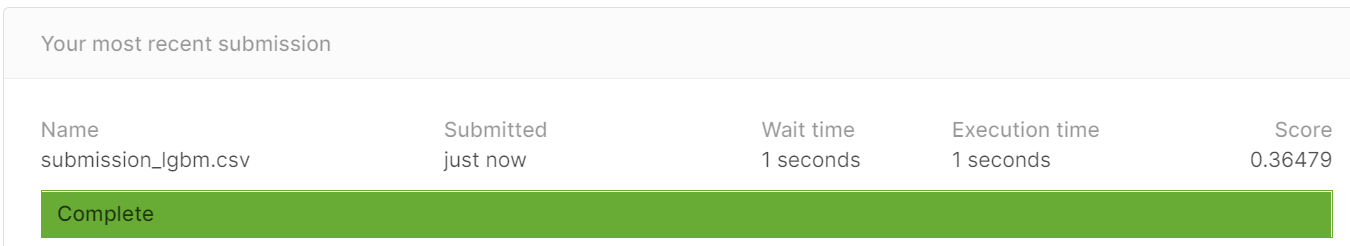 Your most recent submission
Name Submitted Wait time Execution time Score
submission_lgbm.csv just now 1 seconds 1 seconds 0.36479
Complete